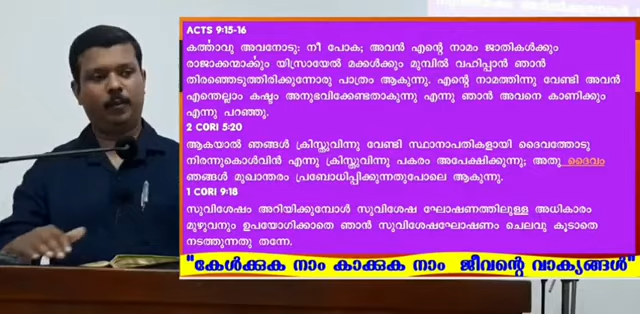 ACTS 9:15-16
കർത്താവു അവനോടു: നീ പോക; അവൻ എന്റെ നാമം ജാതികൾക്കും
രാജാക്കന്മാർക്കും യിസ്രായേൽ മക്കൾക്കും മുമ്പിൽ വഹിപ്പാൻ ഞാൻ
തിരഞ്ഞെടുത്തിരിക്കുന്നോരു പാത്രം ആകുന്നു. എന്റെ നാമത്തിന്നു വേണ്ടി അവൻ
എന്തെല്ലാം കഷ്ടം അനുഭവിക്കേണ്ടതാകുന്നു എന്നു ഞാൻ അവനെ കാണിക്കും
എന്നു പറഞ്ഞു.
2 CORI 5:20
ആകയാൽ ഞങ്ങൾ ക്രിസ്തുവിന്നു വേണ്ടി സ്ഥാനാപതികളായി ദൈവത്തോടു
നിരന്നുകൊൾവിൻ എന്നു ക്രിസ്തുവിന്നു പകരം അപേക്ഷിക്കുന്നു; അതു ദൈവം
ഞങ്ങൾ മുഖാന്തരം പ്രബോധിപ്പിക്കുന്നതുപോലെ ആകുന്നു.
1 CORI 9:18
സുവിശേഷം അറിയിക്കുമ്പോൾ സുവിശേഷ ഘോഷണത്തിലുള്ള അധികാരം
മുഴുവനും ഉപയോഗിക്കാതെ ഞാൻ സുവിശേഷഘോഷണം ചെലവു കൂടാതെ
നടത്തുന്നതു തന്നേ.
"കേൾക്കുക നാം കാക്കുക നാം ജീവന്റെ വാക്യങ്ങൾ"